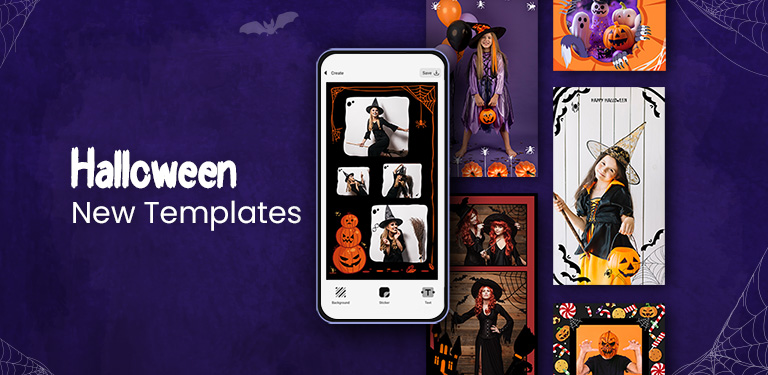 Halloween
New Templates
Create
Save
Background
Sticker
Text
HAPPY HALLOWEEN